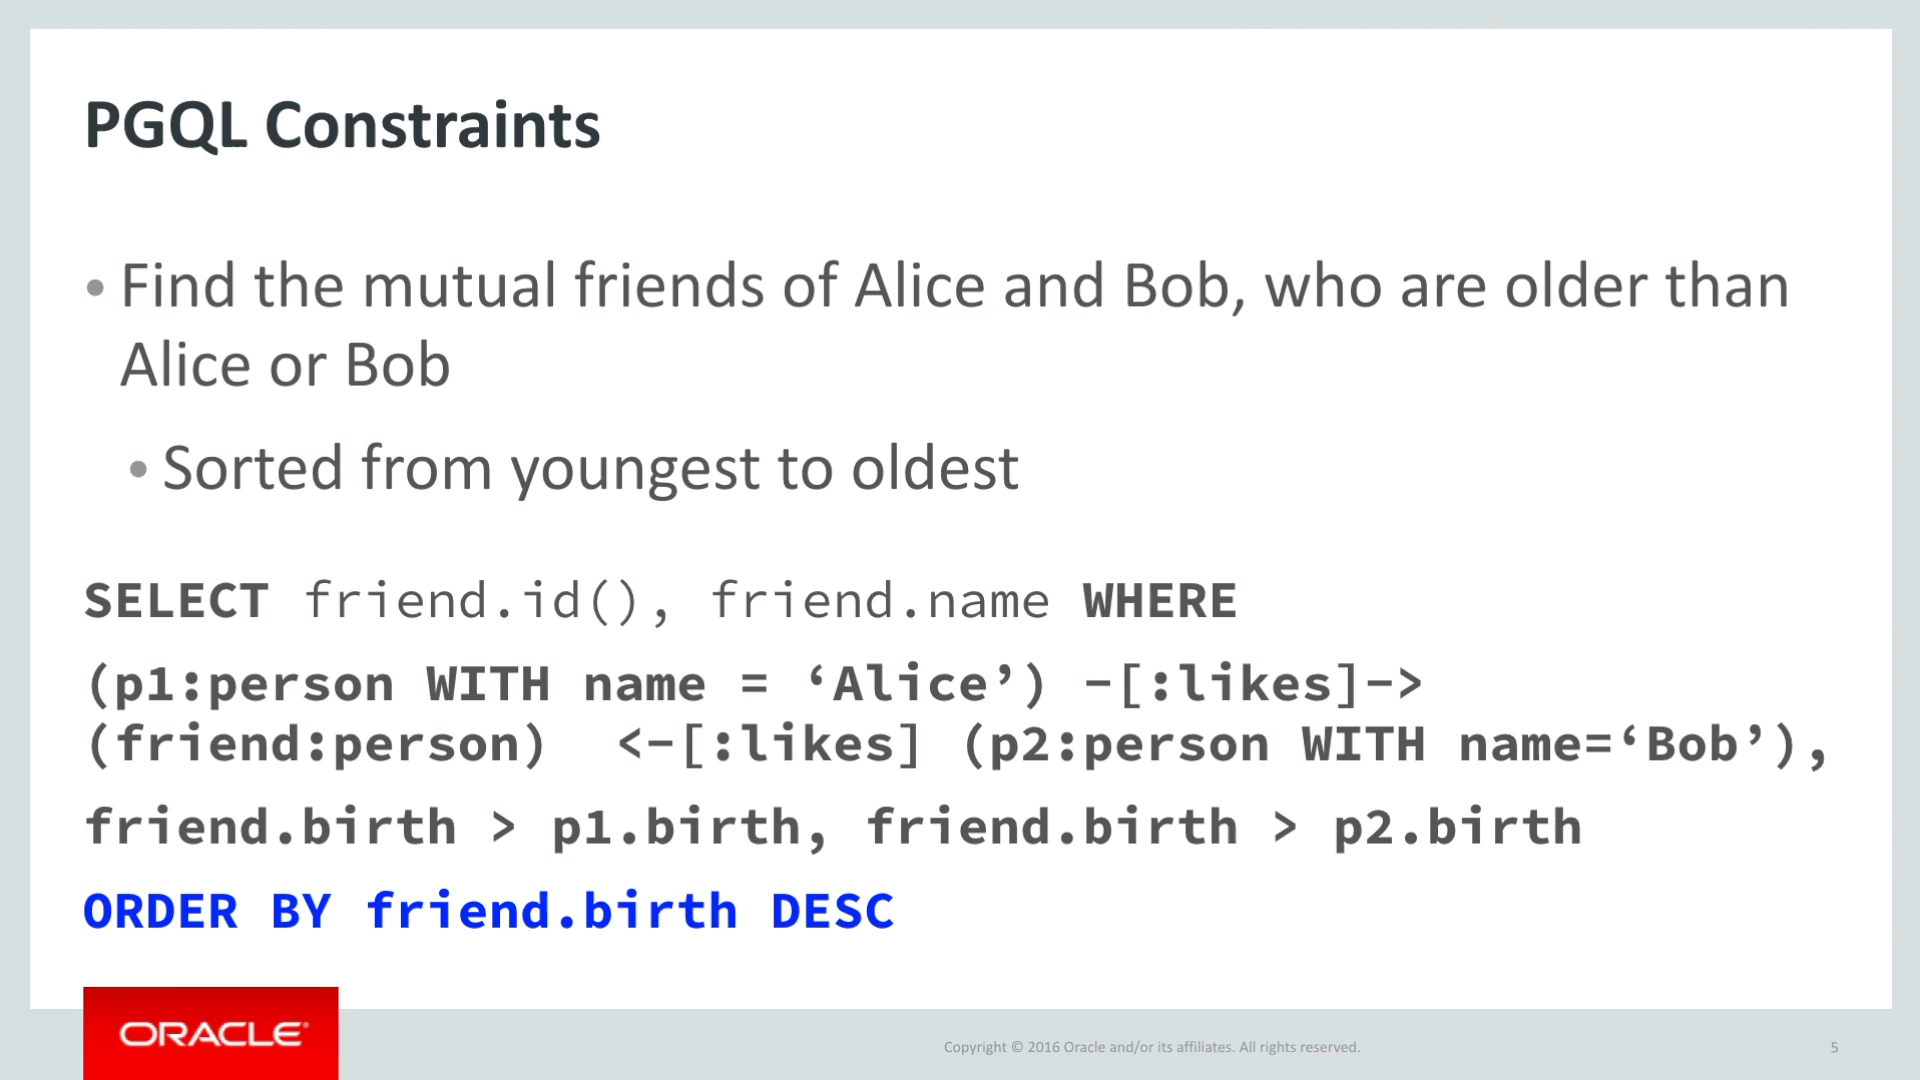 PGQL Constraints
• Find the mutual friends of Alice and Bob, who are older than
Alice or Bob
• Sorted from youngest to oldest
SELECT friend.id(), friend.name WHERE
(p1:person WITH name = ‘Alice’) -[:likes]->
(friend:person) <-[:likes] (p2:person WITH name=‘Bob’),
friend.birth > p1.birth, friend.birth > p2.birth
ORDER BY friend.birth DESC
ORACLE®
Copyright © 2016 Oracle and/or its affiliates. All rights reserved.
5